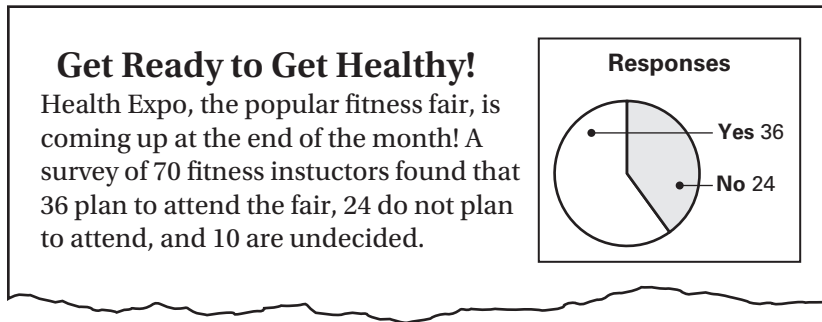 Get Ready to Get Healthy!
Health Expo, the popular fitness fair, is
coming up at the end of the month! A
survey of 70 fitness instuctors found that
36 plan to attend the fair, 24 do not plan
to attend, and 10 are undecided.
Responses
Yes 36
No 24